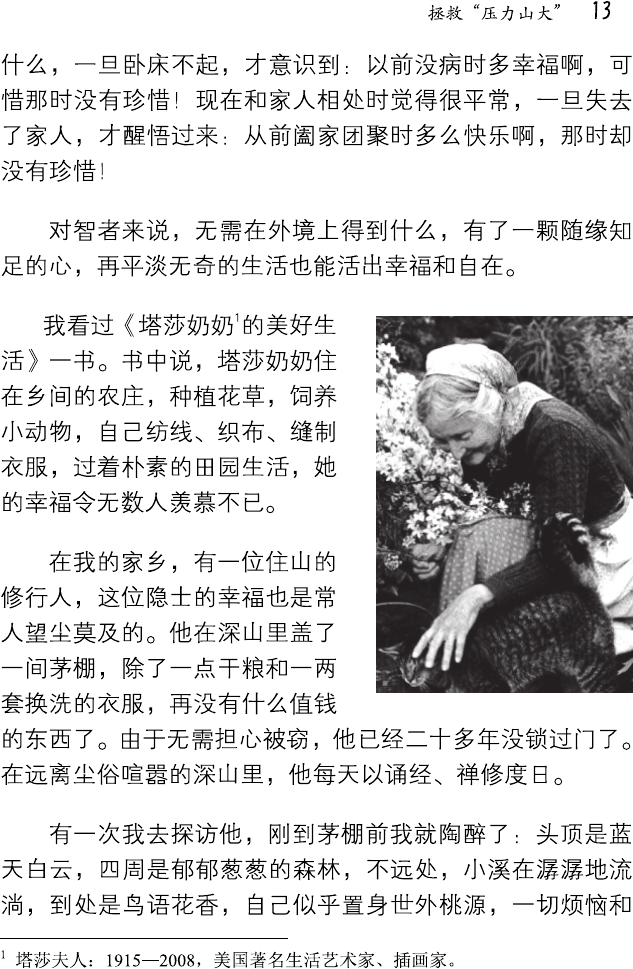 拯救“压力山大” 13
什么，一旦卧床不起，才意识到：以前没病时多幸福啊，可
惜那时没有珍惜！现在和家人相处时觉得很平常，一旦失去
了家人，才醒悟过来：从前阖家团聚时多么快乐啊，那时却
没有珍惜！
对智者来说，无需在外境上得到什么，有了一颗随缘知
足的心，再平淡无奇的生活也能活出幸福和自在。
我看过《塔莎奶奶1的美好生
活》一书。书中说，塔莎奶奶住
在乡间的农庄，种植花草，饲养
小动物，自己纺线、织布、缝制
衣服，过着朴素的田园生活，她
的幸福令无数人羡慕不已。
在我的家乡，有一位住山的
修行人，这位隐士的幸福也是常
人望尘莫及的。他在深山里盖了
一间茅棚，除了一点干粮和一两
套换洗的衣服，再没有什么值钱
的东西了。由于无需担心被窃，他已经二十多年没锁过门了。
在远离尘俗喧嚣的深山里，他每天以诵经、禅修度日。
有一次我去探访他，刚到茅棚前我就陶醉了：头顶是蓝
天白云，四周是郁郁葱葱的森林，不远处，小溪在潺潺地流
淌，到处是鸟语花香，自己似乎置身世外桃源，一切烦恼和
1 塔莎夫人：1915—2008，美国著名生活艺术家、插画家。